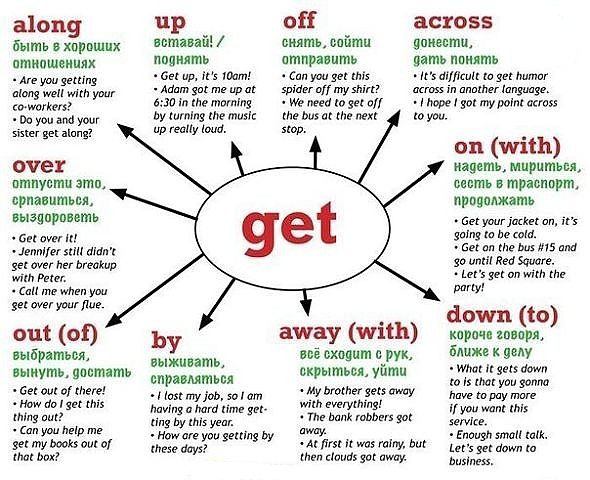 along
быть в хороших
отношениях
• Are you getting
along well with your
co-workers?
• Do you and your
sister get along?
up
вставай! /
поднять
• Get up, it's 10am!
• Adam got me up at
6:30 in the morning
by turning the music
up really loud.
off
снять, сойти
отправить
• Can you get this
spider off my shirt?
• We need to get off
the bus at the next
stop.
across
донести,
дать понять
• It's difficult to get humor
across in another language.
• I hope I got my point across
to you.
over
отпусти это,
срравиться,
выздороветь
• Get over it!
• Jennifer still didn't
get over her breakup
with Peter.
• Call me when you
get over your flue.
get
on (with)
надеть, мириться,
сесть в траспорт,
продолжать
• Get your jacket on, it's
going to be cold.
• Get on the bus #15 and
go until Red Square.
• Let's get on with the
party!
out (of)
выбраться,
вынуть, достать
• Get out of there!
• How do I get this
thing out?
• Can you help me
get my books out of
that box?
by
выживать,
справляться
• I lost my job, so I am
having a hard time get-
ting by this year.
• How are you getting by
these days?
away (with)
всё сходит с рук,
скрыться, уйти
• My brother gets away
with everything!
• The bank robbers got
away.
• At first it was rainy, but
then clouds got away.
down (to)
короче говоря,
ближе к делу
• What it gets down
to is that you gonna
have to pay more
if you want this
service.
• Enough small talk.
Let's get down to
business.